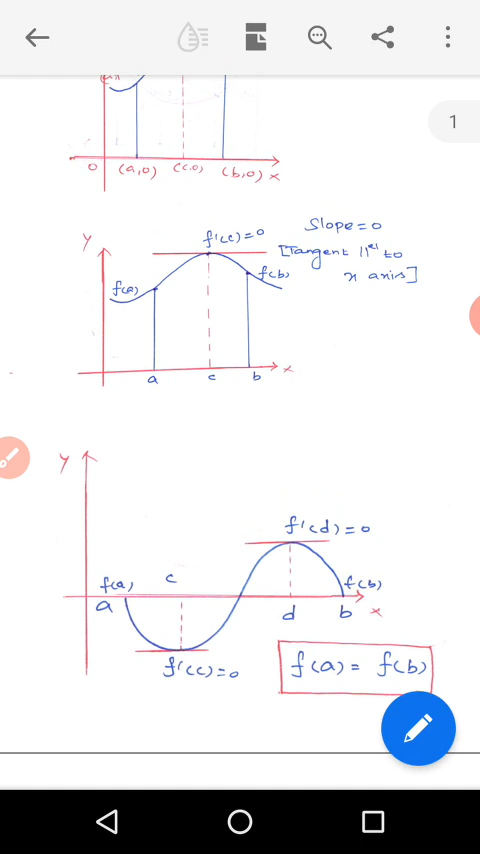 1
0 (a,0) (c,0) (b,0) x
Slope=0
f'(c)=0
[Tangent ||el to
x axis]
y
f(a)
f(b)
a c b x
y
f'(d)=0
f(a)
c
f(b)
a
d b x
f'(c)=0
f(a) = f(b)